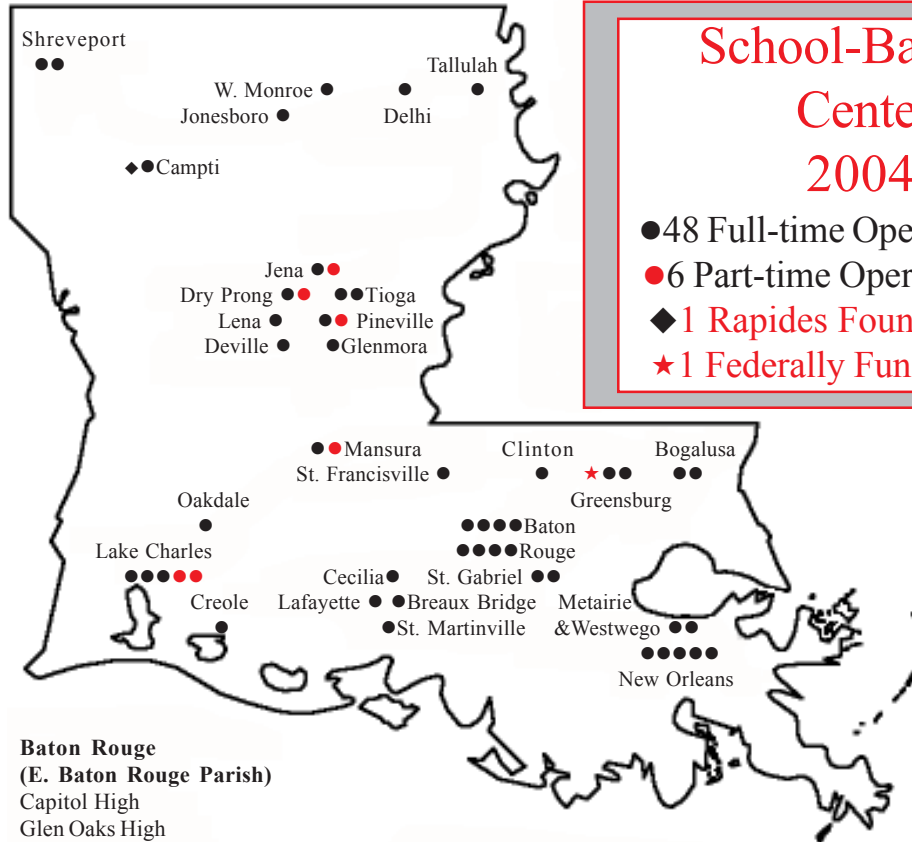 School-Ba
Cente
2004
48 Full-time Ope
6 Part-time Oper
1 Rapides Foun
1 Federally Fun
Shreveport
Tallulah
W. Monroe
Jonesboro
Delhi
Campti
Jena
Dry Prong
Tioga
Lena
Pineville
Deville
Glenmora
Mansura
Clinton
Bogalusa
St. Francisville
Greensburg
Oakdale
Baton
Rouge
Lake Charles
Cecilia
St. Gabriel
Creole
Lafayette
Breaux Bridge
Metairie
St. Martinville
&Westwego
New Orleans
Baton Rouge
(E. Baton Rouge Parish)
Capitol High
Glen Oaks High